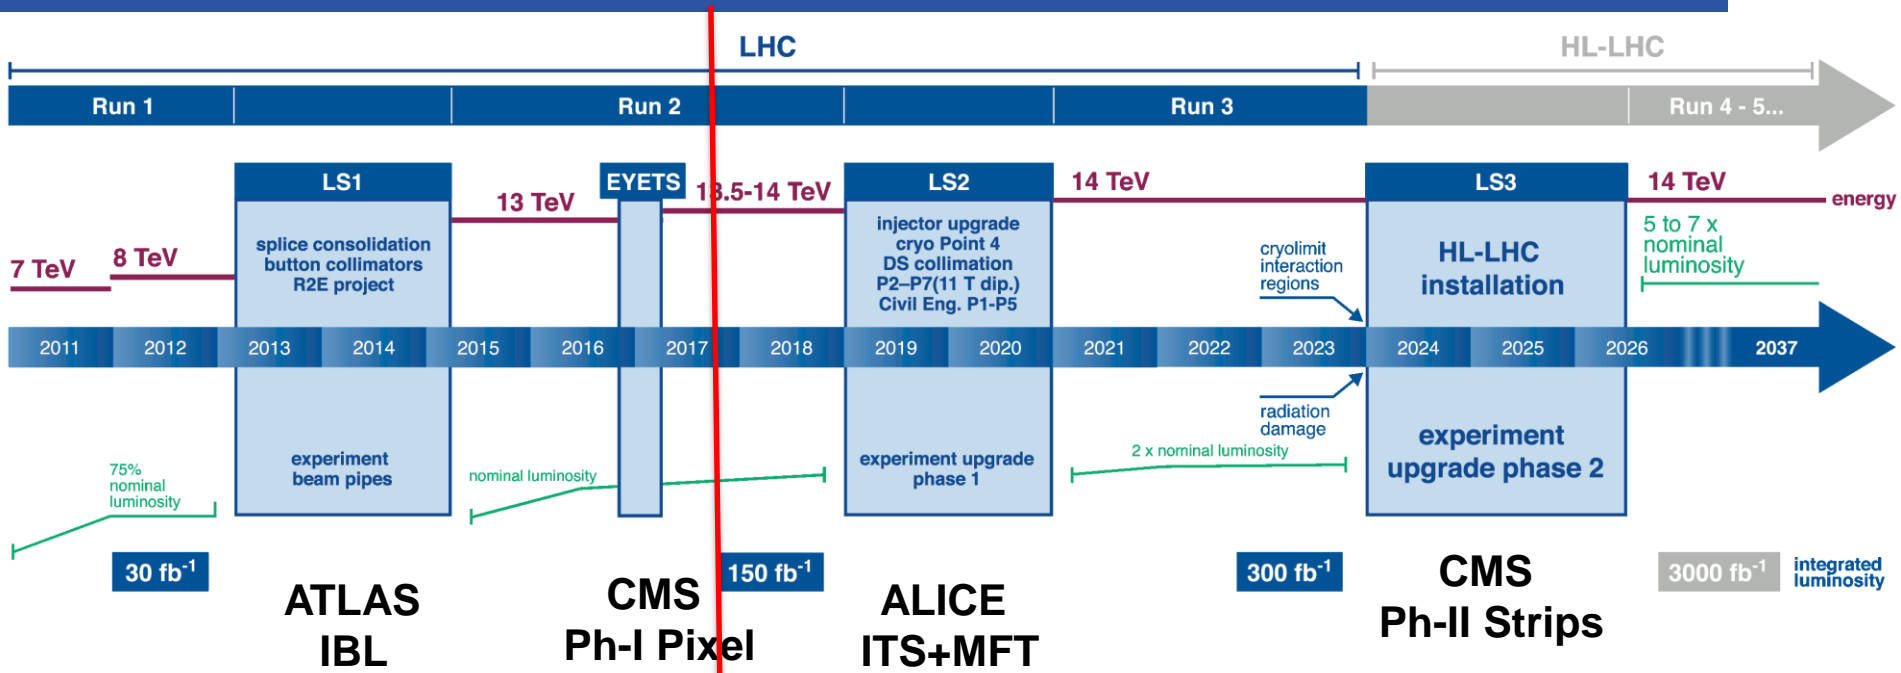 LHC
HL-LHC
Run 1
Run 2
Run 3
Run 4 - 5...
LS1
EYETS
LS2
LS3
7 TeV
8 TeV
13 TeV
13.5-14 TeV
14 TeV
14 TeV
energy
splice consolidation
button collimators
R2E project
injector upgrade
cryo Point 4
DS collimation
P2–P7(11 T dip.)
Civil Eng. P1-P5
cryolimit
interaction
regions
HL-LHC
installation
5 to 7 x
nominal
luminosity
2011
2012
2013
2014
2015
2016
2017
2018
2019
2020
2021
2022
2023
2024
2025
2026
2037
75%
nominal
luminosity
experiment
beam pipes
nominal luminosity
experiment upgrade
phase 1
2 x nominal luminosity
radiation
damage
experiment
upgrade phase 2
30 fb-1
150 fb-1
300 fb-1
3000 fb-1
integrated
luminosity
ATLAS
IBL
CMS
Ph-I Pixel
ALICE
ITS+MFT
CMS
Ph-II Strips